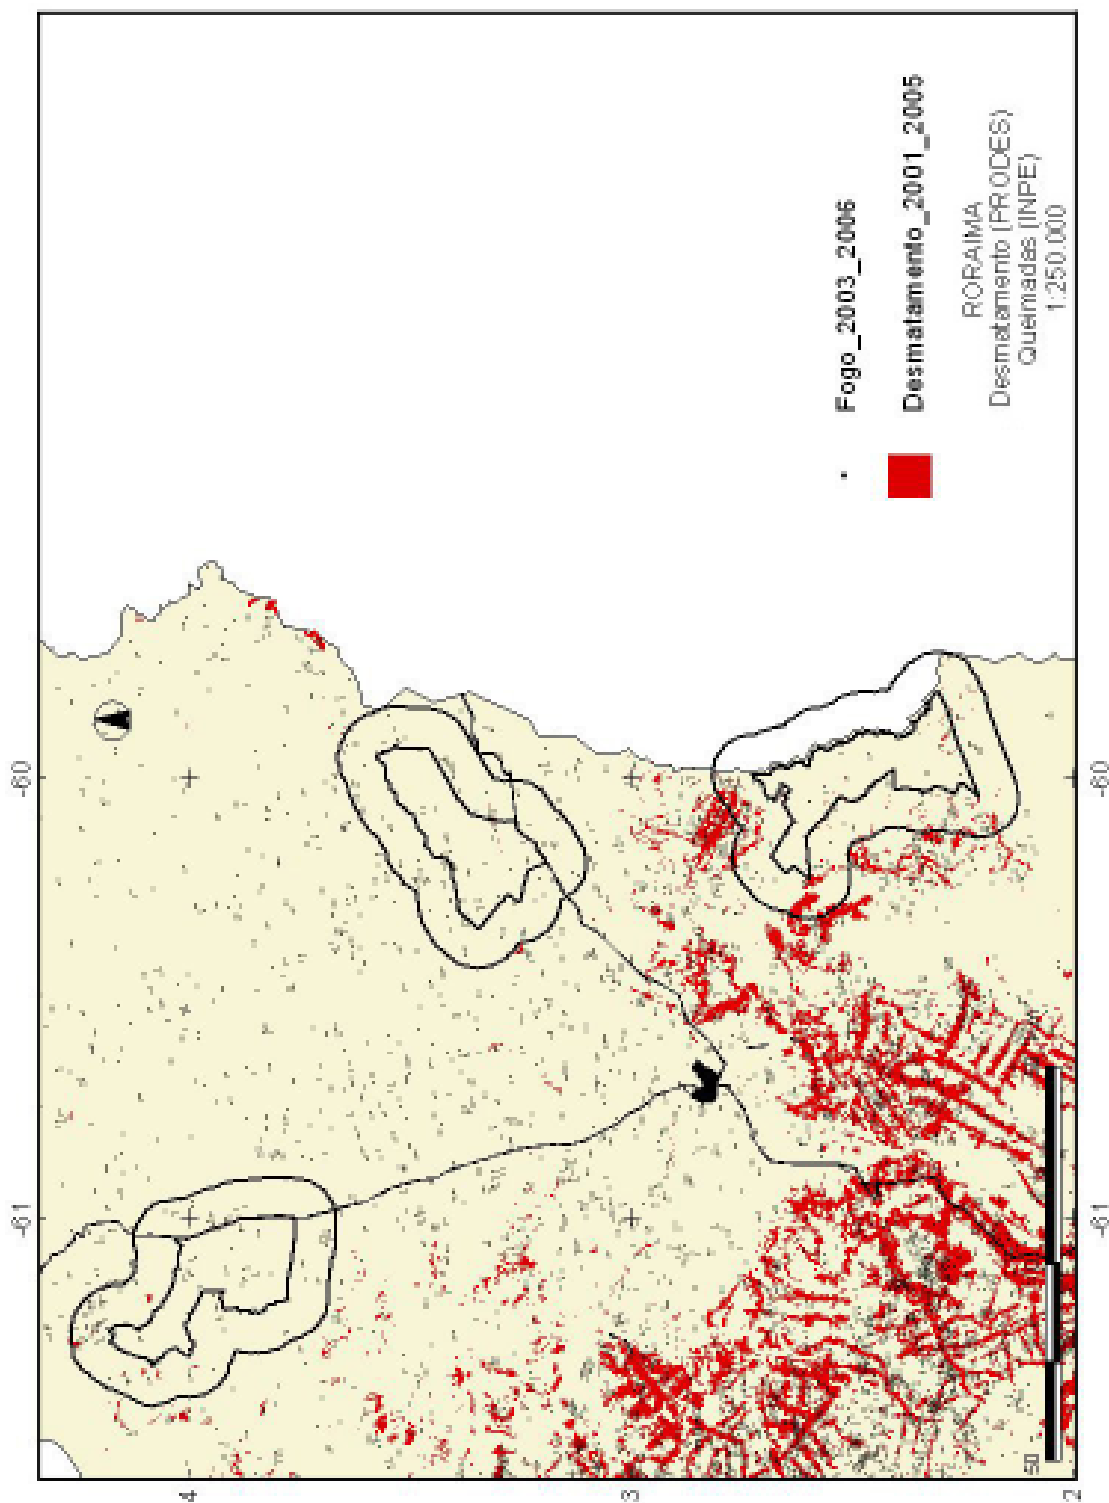 Fogo_2003_2006
Desmatamento_2001_2005
RORAIMA
Desmatamento (PRODES)
Queimadas (INPE)
1:250.000
-61
-60
4
3
2
50
-61
-60